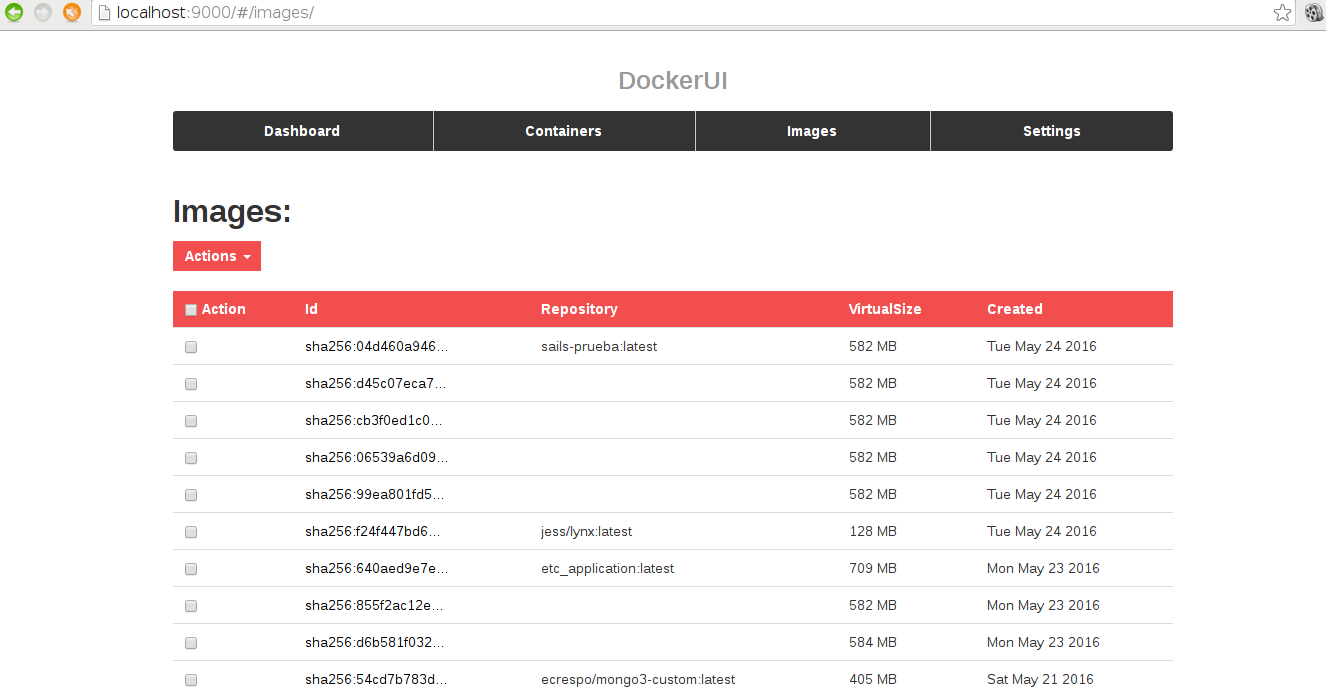 localhost:9000/#/images/
DockerUI
Dashboard Containers Images Settings
Images:
Actions
Action Id Repository VirtualSize Created
sha256:04d460a946... sails-prueba:latest 582 MB Tue May 24 2016
sha256:d45c07eca7... 582 MB Tue May 24 2016
sha256:cb3f0ed1c0... 582 MB Tue May 24 2016
sha256:06539a6d09... 582 MB Tue May 24 2016
sha256:99ea801fd5... 582 MB Tue May 24 2016
sha256:f24f447bd6... jess/lynx:latest 128 MB Tue May 24 2016
sha256:640aed9e7e... etc_application:latest 709 MB Mon May 23 2016
sha256:855f2ac12e... 582 MB Mon May 23 2016
sha256:d6b581f032... 584 MB Mon May 23 2016
sha256:54cd7b783d... ecrespo/mongo3-custom:latest 405 MB Sat May 21 2016